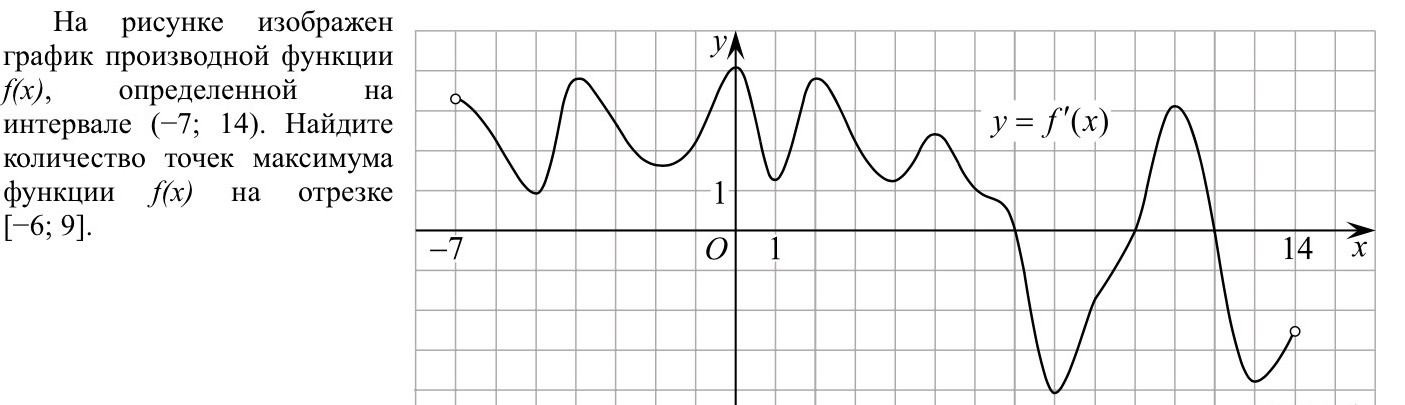 На рисунке изображен
график производной функции
f(x), определенной на
интервале (−7; 14). Найдите
количество точек максимума
функции f(x) на отрезке
[−6; 9].
y
y = f′(x)
1
−7
O
1
14
x